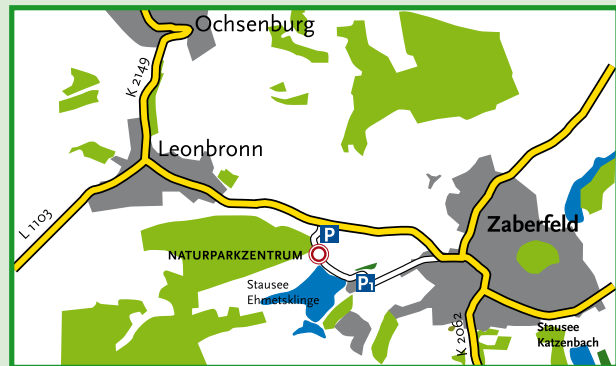 Ochsenburg
K 2149
Leonbronn
L 1103
Zaberfeld
P
NATURPARKZENTRUM
Stausee
Ehmetsklinge
P1
K 2062
Stausee
Katzenbach